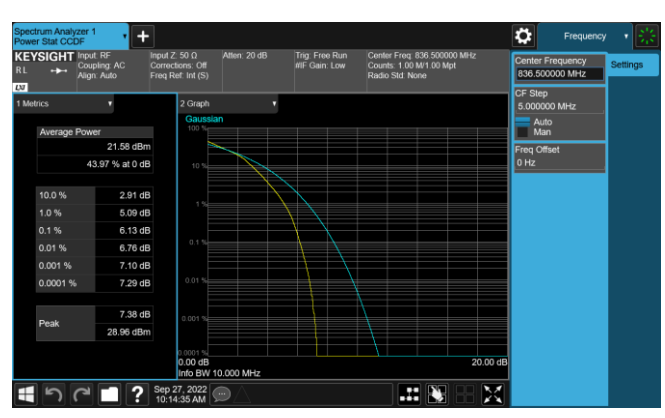 Spectrum Analyzer 1
Power Stat CCDF
Frequency
KEYSIGHT
R L
LXI
Input: RF
Coupling: AC
Align: Auto
Input Z: 50 Ω
Corrections: Off
Freq Ref: Int (S)
Atten: 20 dB
Trig: Free Run
#IF Gain: Low
Center Freq: 836.500000 MHz
Counts: 1.00 M/1.00 Mpt
Radio Std: None
Center Frequency
836.500000 MHz
Settings
CF Step
5.000000 MHz
Auto
Man
Freq Offset
0 Hz
1 Metrics
Average Power
21.58 dBm
43.97 % at 0 dB
10.0 % 2.91 dB
1.0 % 5.09 dB
0.1 % 6.13 dB
0.01 % 6.76 dB
0.001 % 7.10 dB
0.0001 % 7.29 dB
Peak
7.38 dB
28.96 dBm
2 Graph
Gaussian
100 %
10 %
1 %
0.1 %
0.01 %
0.001 %
0.0001 %
0.00 dB 20.00 dB
Info BW 10.000 MHz
?
Sep 27, 2022
10:14:35 AM